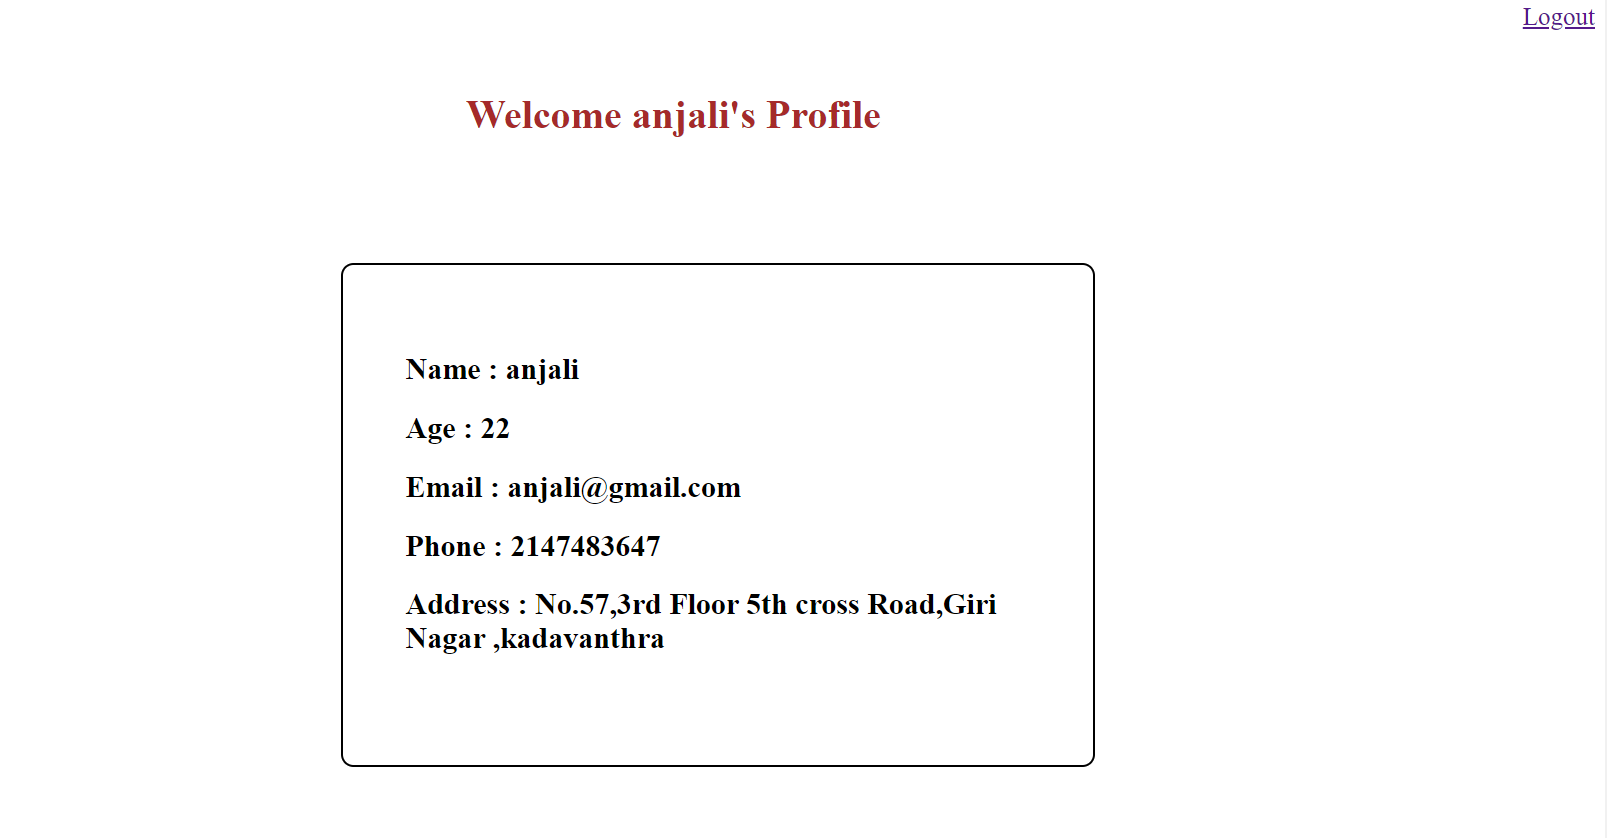 Logout
Welcome anjali's Profile
Name : anjali
Age : 22
Email : anjali@gmail.com
Phone : 2147483647
Address : No.57,3rd Floor 5th cross Road,Giri
Nagar ,kadavanthra